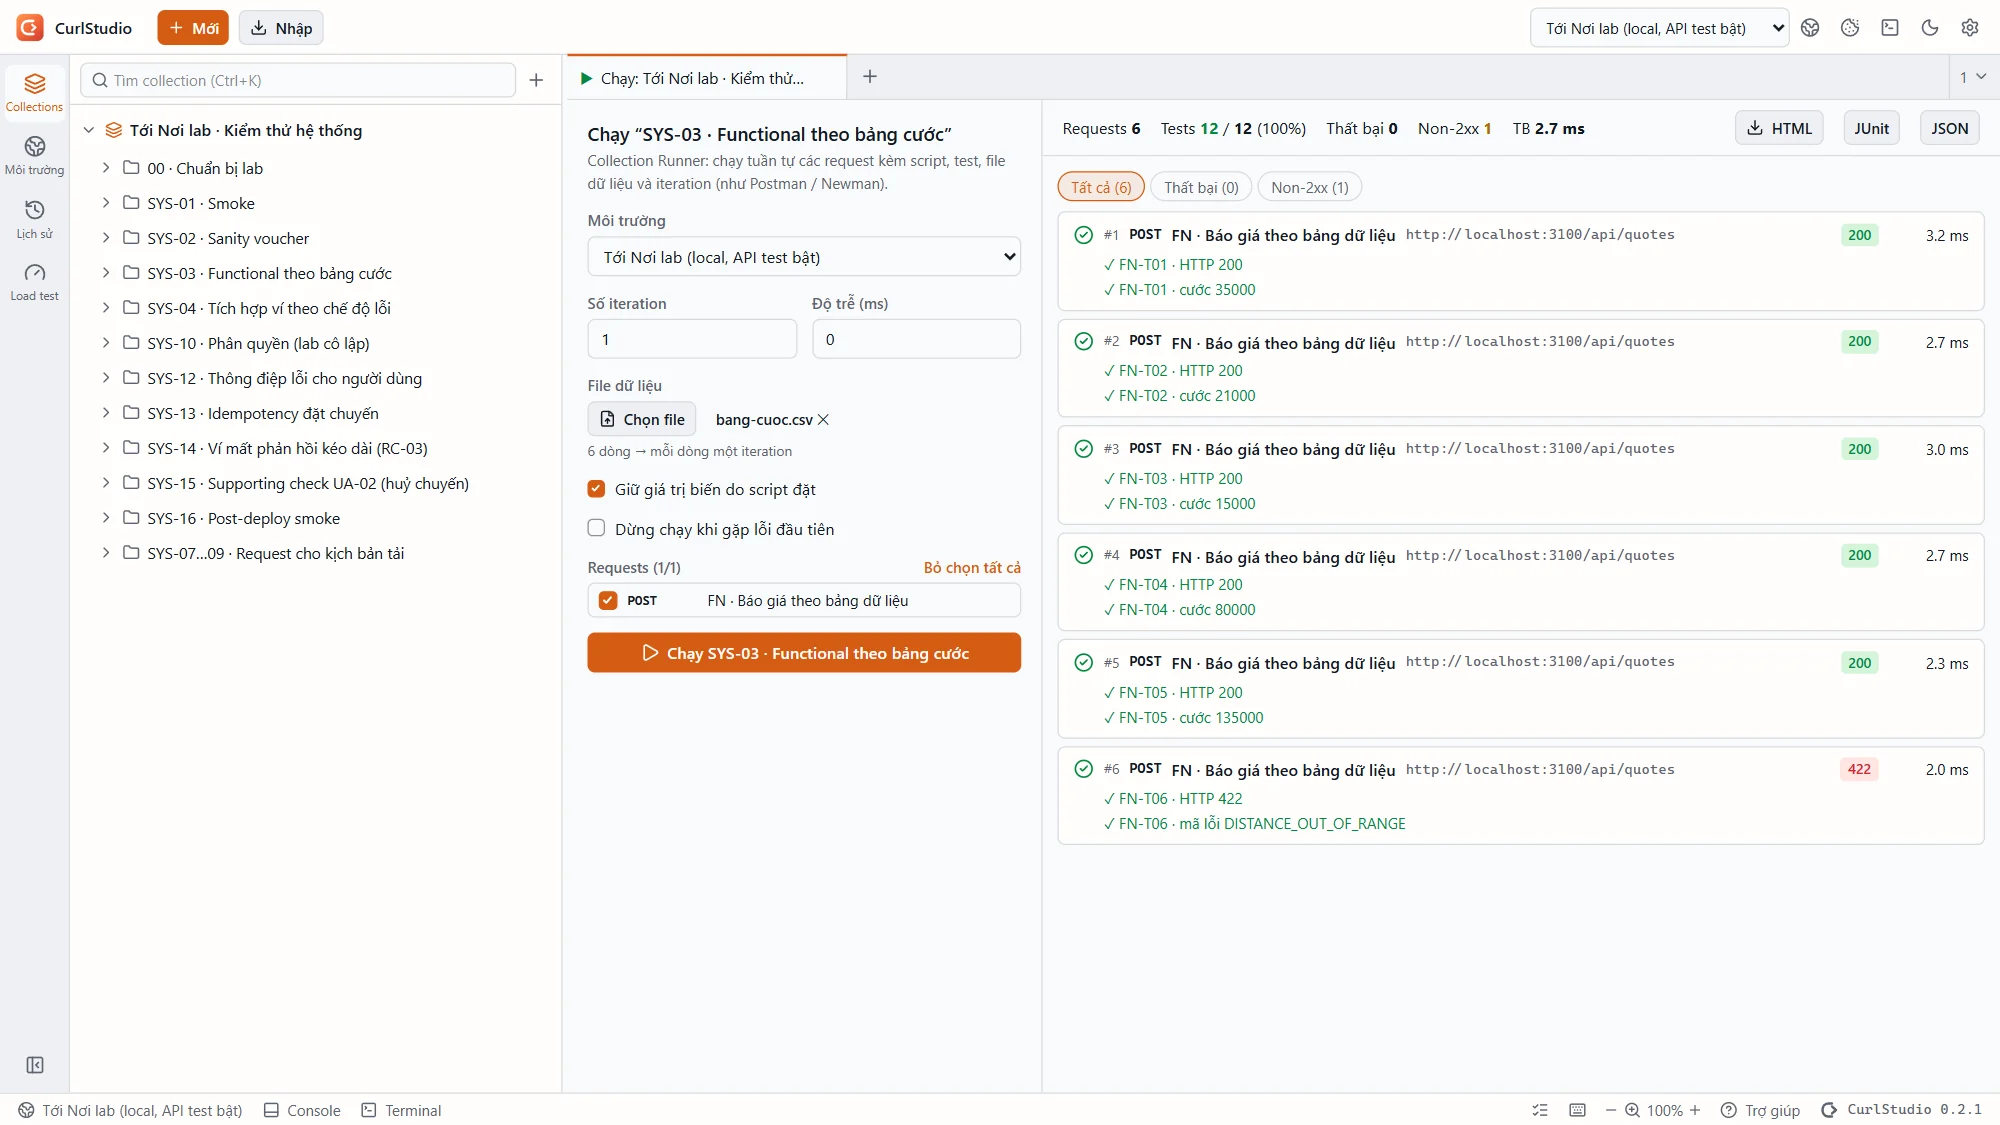 CurlStudio
Mới
Nhập
Tới Nơi lab (local, API test bật)
Collections
Môi trường
Lịch sử
Load test
Tìm collection (Ctrl+K)
Tới Nơi lab · Kiểm thử hệ thống
00 · Chuẩn bị lab
SYS-01 · Smoke
SYS-02 · Sanity voucher
SYS-03 · Functional theo bảng cước
SYS-04 · Tích hợp ví theo chế độ lỗi
SYS-10 · Phân quyền (lab cô lập)
SYS-12 · Thông điệp lỗi cho người dùng
SYS-13 · Idempotency đặt chuyến
SYS-14 · Ví mất phản hồi kéo dài (RC-03)
SYS-15 · Supporting check UA-02 (huỷ chuyến)
SYS-16 · Post-deploy smoke
SYS-07...09 · Request cho kịch bản tải
Chạy: Tới Nơi lab · Kiểm thử...
1
Chạy “SYS-03 · Functional theo bảng cước”
Collection Runner: chạy tuần tự các request kèm script, test, file
dữ liệu và iteration (như Postman / Newman).
Môi trường
Tới Nơi lab (local, API test bật)
Số iteration
Độ trễ (ms)
1
0
File dữ liệu
Chọn file
bang-cuoc.csv
6 dòng → mỗi dòng một iteration
Giữ giá trị biến do script đặt
Dừng chạy khi gặp lỗi đầu tiên
Requests (1/1)
Bỏ chọn tất cả
POST FN · Báo giá theo bảng dữ liệu
Chạy SYS-03 · Functional theo bảng cước
Requests 6 Tests 12 / 12 (100%) Thất bại 0 Non-2xx 1 TB 2.7 ms
HTML
JUnit
JSON
Tất cả (6)
Thất bại (0)
Non-2xx (1)
#1 POST FN · Báo giá theo bảng dữ liệu http://localhost:3100/api/quotes 200 3.2 ms
✓ FN-T01 · HTTP 200
✓ FN-T01 · cước 35000
#2 POST FN · Báo giá theo bảng dữ liệu http://localhost:3100/api/quotes 200 2.7 ms
✓ FN-T02 · HTTP 200
✓ FN-T02 · cước 21000
#3 POST FN · Báo giá theo bảng dữ liệu http://localhost:3100/api/quotes 200 3.0 ms
✓ FN-T03 · HTTP 200
✓ FN-T03 · cước 15000
#4 POST FN · Báo giá theo bảng dữ liệu http://localhost:3100/api/quotes 200 2.7 ms
✓ FN-T04 · HTTP 200
✓ FN-T04 · cước 80000
#5 POST FN · Báo giá theo bảng dữ liệu http://localhost:3100/api/quotes 200 2.3 ms
✓ FN-T05 · HTTP 200
✓ FN-T05 · cước 135000
#6 POST FN · Báo giá theo bảng dữ liệu http://localhost:3100/api/quotes 422 2.0 ms
✓ FN-T06 · HTTP 422
✓ FN-T06 · mã lỗi DISTANCE_OUT_OF_RANGE
Tới Nơi lab (local, API test bật)
Console
Terminal
100%
Trợ giúp
CurlStudio 0.2.1